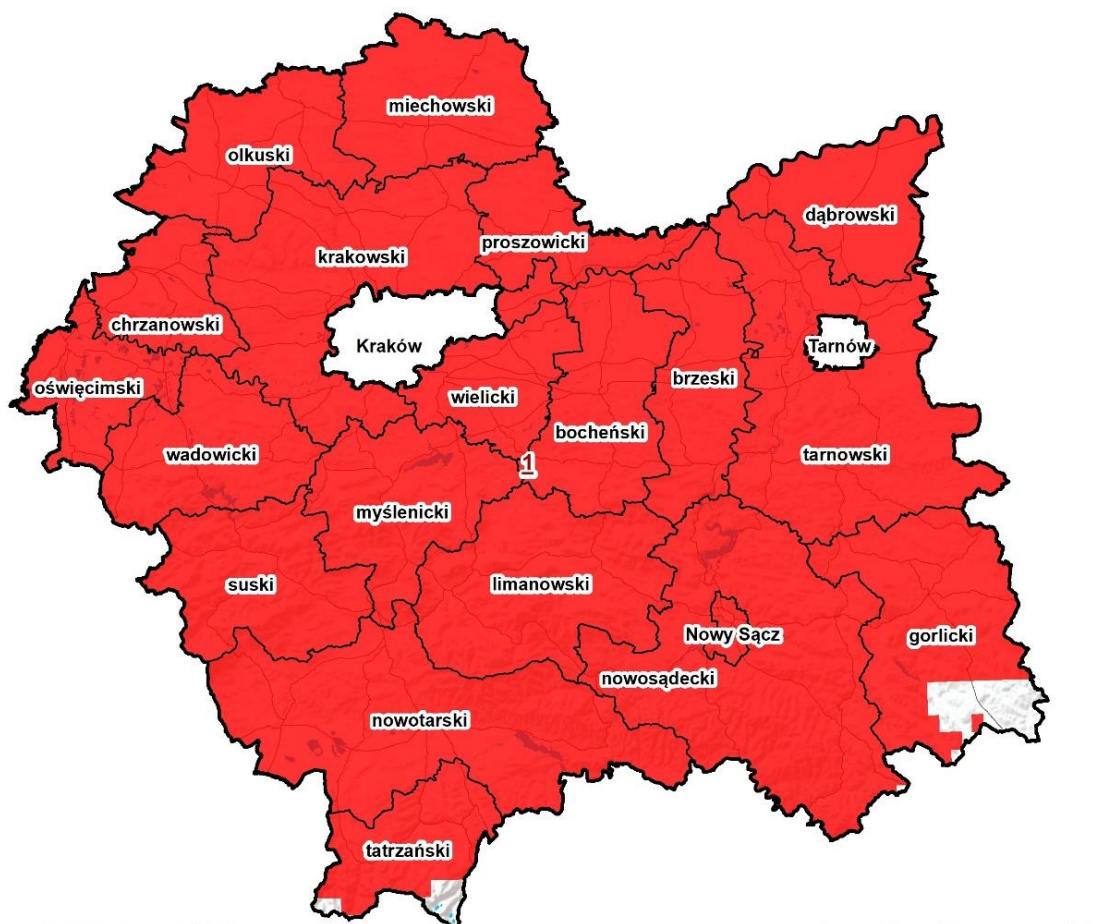 miechowski
olkuski
dąbrowski
proszowicki
krakowski
chrzanowski
Kraków
Tarnów
oświęcimski
brzeski
wielicki
bocheński
wadowicki
tarnowski
1
myślenicki
suski
limanowski
Nowy Sącz
gorlicki
nowosądecki
nowotarski
tatrzański